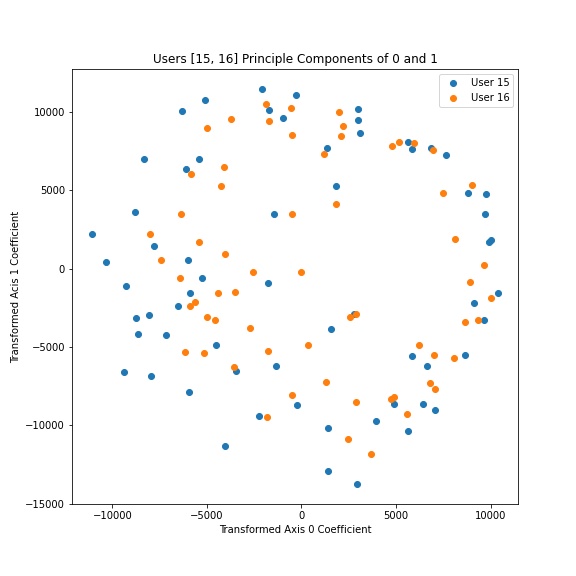 Users [15, 16] Principle Components of 0 and 1
User 15
User 16
Transformed Acis 1 Coefficient
10000
5000
0
−5000
−10000
−15000
−10000
−5000
0
5000
10000
Transformed Axis 0 Coefficient